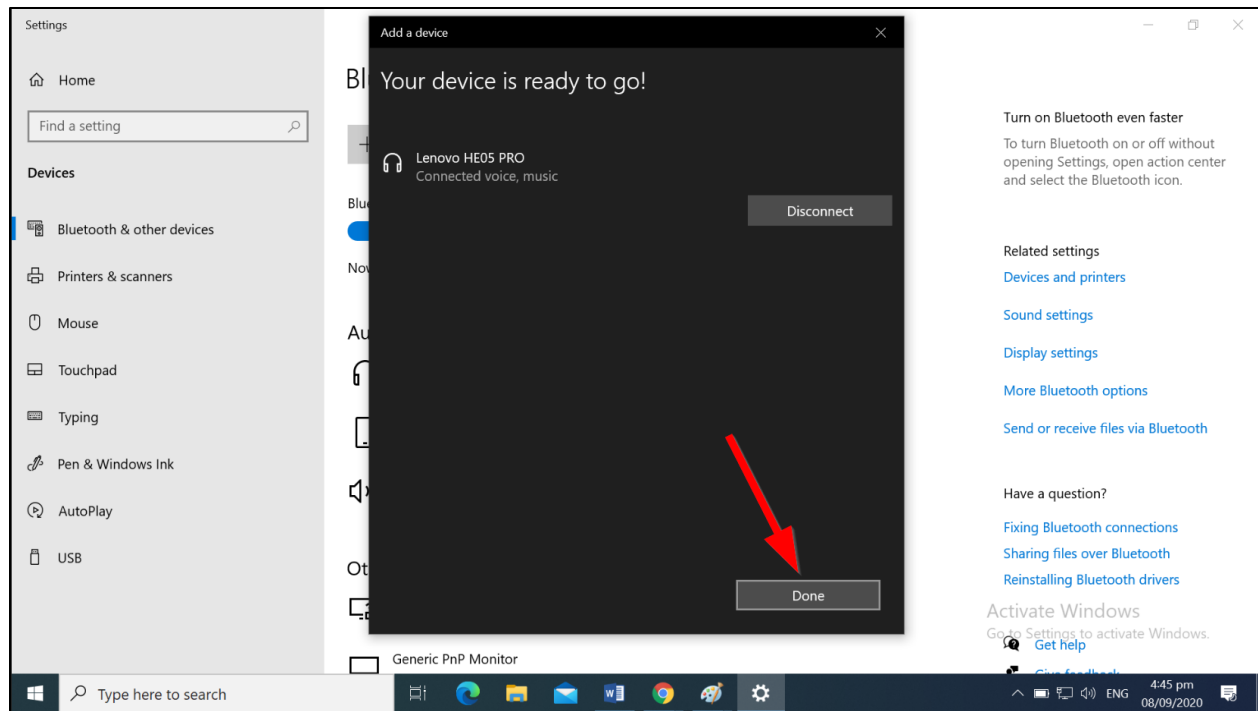 Settings
Home
Find a setting
Devices
Bluetooth & other devices
Printers & scanners
Mouse
Touchpad
Typing
Pen & Windows Ink
AutoPlay
USB
Add a device
Your device is ready to go!
Lenovo HE05 PRO
Connected voice, music
Disconnect
Done
Generic PnP Monitor
Turn on Bluetooth even faster
To turn Bluetooth on or off without
opening Settings, open action center
and select the Bluetooth icon.
Related settings
Devices and printers
Sound settings
Display settings
More Bluetooth options
Send or receive files via Bluetooth
Have a question?
Fixing Bluetooth connections
Sharing files over Bluetooth
Reinstalling Bluetooth drivers
Activate Windows
Go to Settings to activate Windows.
Get help
Type here to search
ENG
4:45 pm
08/09/2020